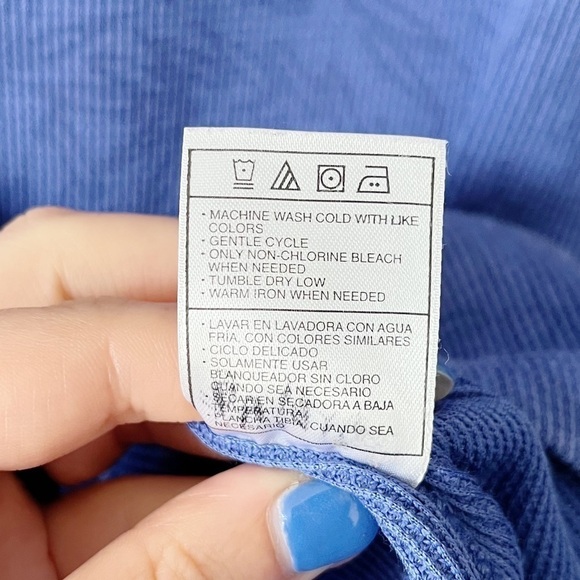 - MACHINE WASH COLD WITH LIKE
COLORS
- GENTLE CYCLE
- ONLY NON-CHLORINE BLEACH
WHEN NEEDED
- TUMBLE DRY LOW
- WARM IRON WHEN NEEDED
- LAVAR EN LAVADORA CON AGUA
FRÍA, CON COLORES SIMILARES
- CICLO DELICADO
- SOLAMENTE USAR
BLANQUEADOR SIN CLORO
CUANDO SEA NECESARIO
- SECAR EN SECADORA A BAJA
TEMPERATURA
- PLANCHA TIBIA, CUANDO SEA
NECESARIO